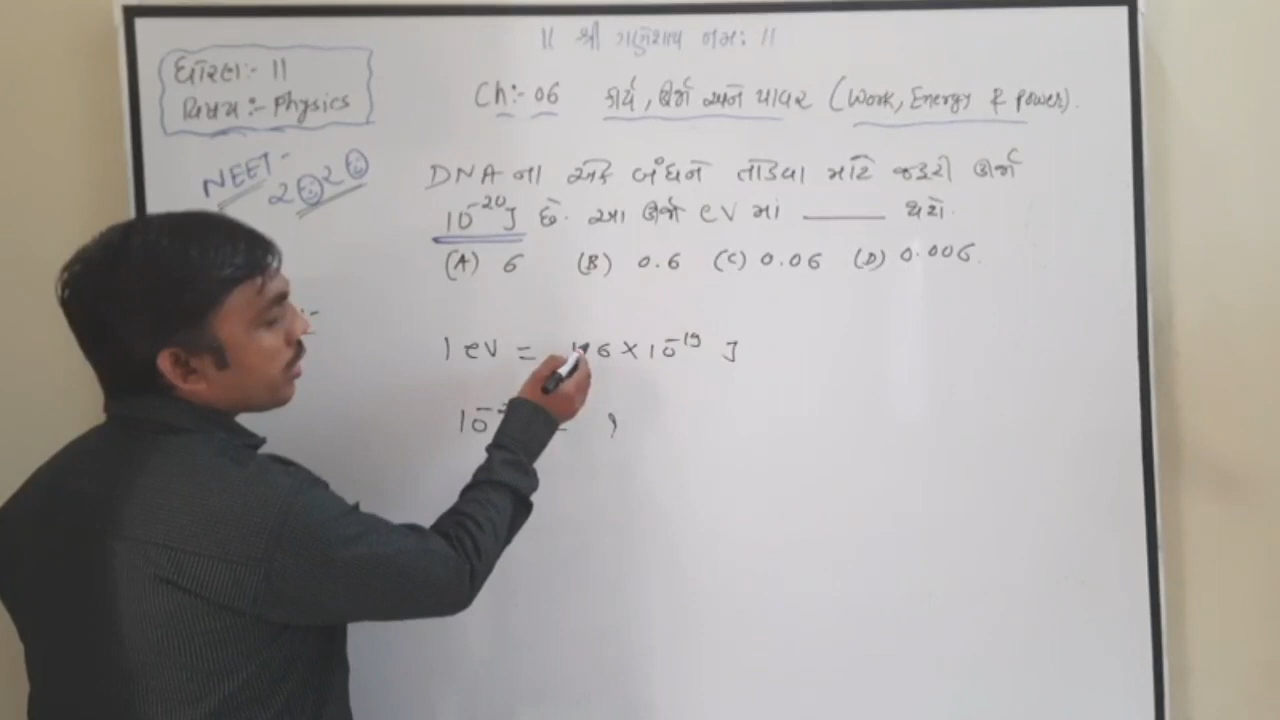 || શ્રી ગણેશાય નમઃ ||
ધોરણ:- 11
વિષય:- Physics
Ch:- 06 કાર્ય, ઊર્જા અને પાવર (Work, Energy & Power).
NEET-
2020
DNA ના એક બંધને તોડવા માટે જરૂરી ઊર્જા
10⁻²⁰J છે. આ ઊર્જા eV માં ______ થશે.
(A) 6 (B) 0.6 (C) 0.06 (D) 0.006.
1 eV = 1.6 × 10⁻¹⁹ J